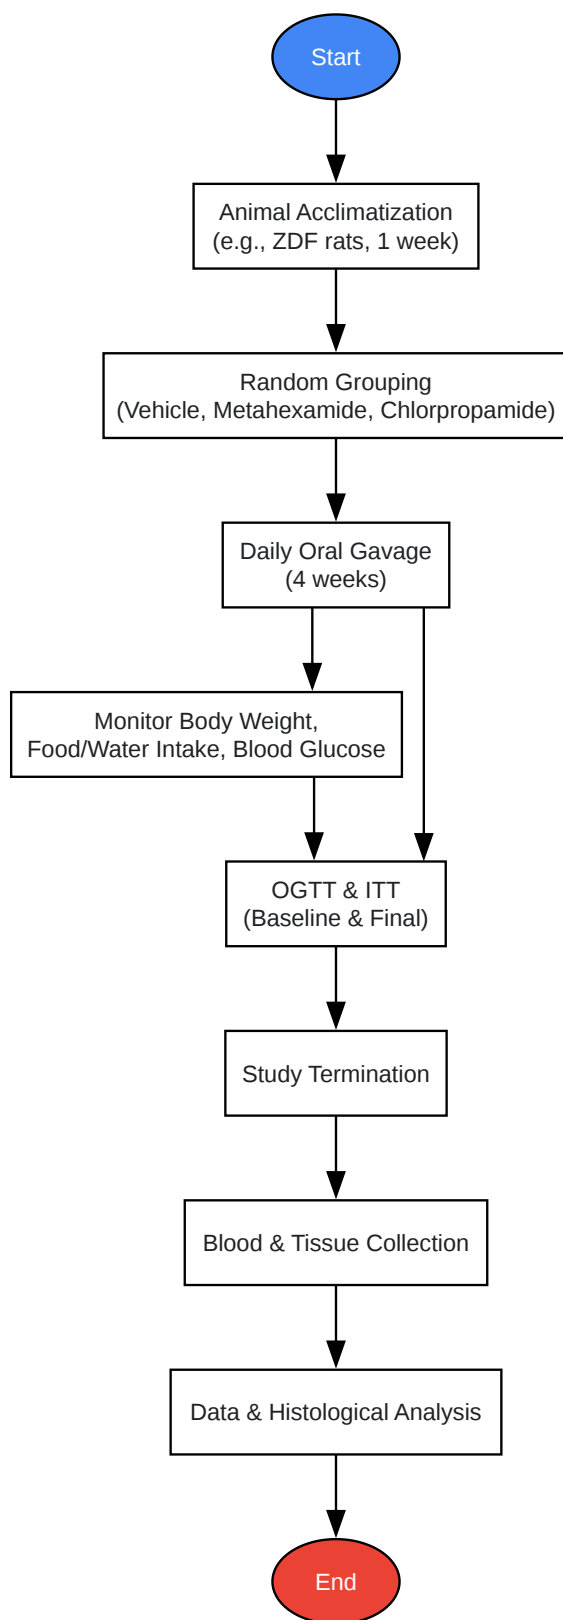 Start
Animal Acclimatization
(e.g., ZDF rats, 1 week)
Random Grouping
(Vehicle, Metahexamide, Chlorpropamide)
Daily Oral Gavage
(4 weeks)
Monitor Body Weight,
Food/Water Intake, Blood Glucose
OGTT & ITT
(Baseline & Final)
Study Termination
Blood & Tissue Collection
Data & Histological Analysis
End